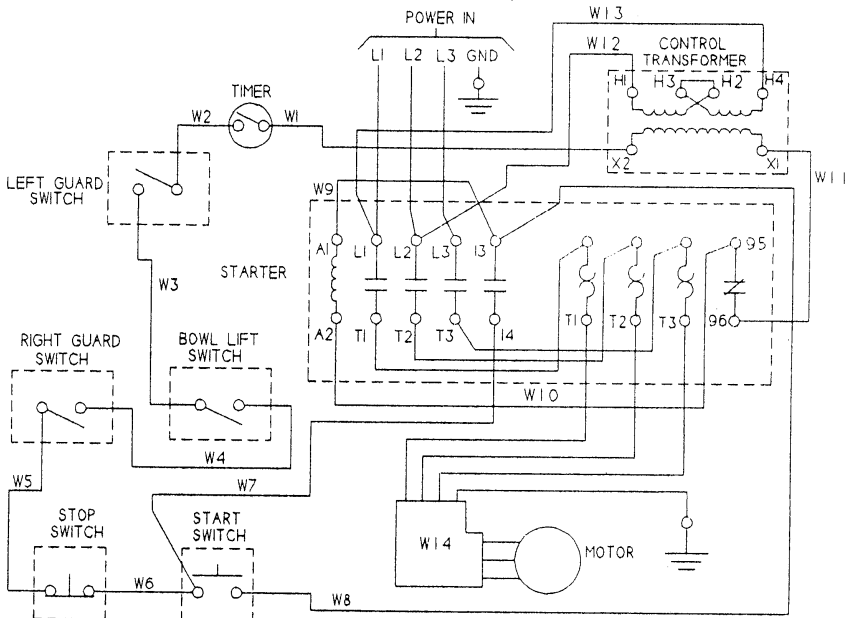 POWER IN
L1 L2 L3 GND
W13
W12
CONTROL
TRANSFORMER
H1 H3 H2 H4
X2 X1
W11
TIMER
W2 W1
LEFT GUARD
SWITCH
W9
A1 L1 L2 L3 13 95
STARTER
W3
A2 T1 T2 T3 14 T1 T2 T3 96
RIGHT GUARD
SWITCH
BOWL LIFT
SWITCH
W10
W4
W5
W7
STOP
SWITCH
START
SWITCH
W14
MOTOR
W6
W8